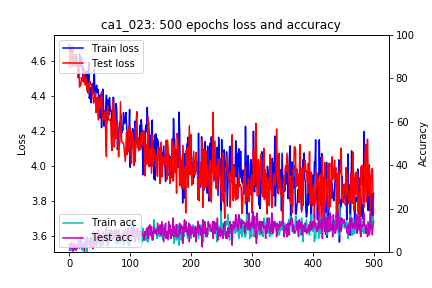 ca1_023: 500 epochs loss and accuracy
Train loss
Test loss
Train acc
Test acc
Loss
4.6
4.4
4.2
4.0
3.8
3.6
Accuracy
100
80
60
40
20
0
0 100 200 300 400 500